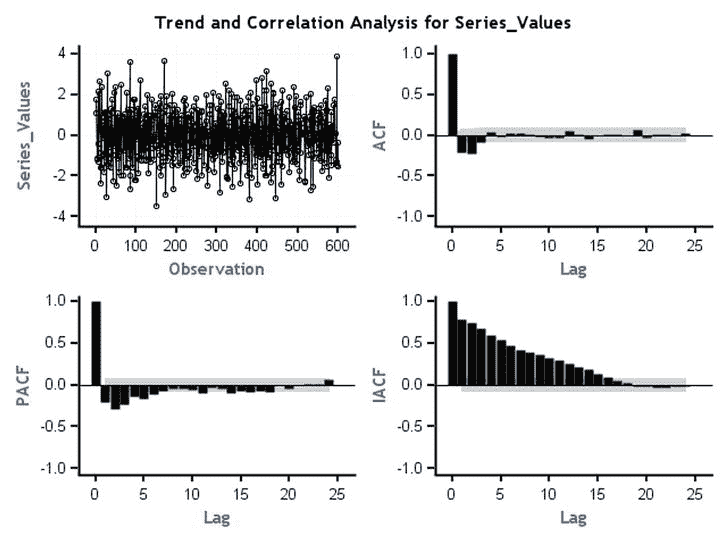 Trend and Correlation Analysis for Series_Values
4
2
0
-2
-4
Series_Values
0 100 200 300 400 500 600
Observation
1.0
0.5
0.0
-0.5
-1.0
ACF
0 5 10 15 20 25
Lag
1.0
0.5
0.0
-0.5
-1.0
PACF
0 5 10 15 20 25
Lag
1.0
0.5
0.0
-0.5
-1.0
IACF
0 5 10 15 20 25
Lag